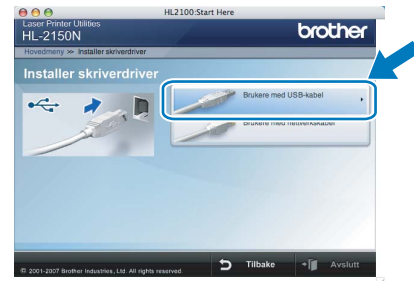 HL2100:Start Here
Laser Printer Utilities
HL-2150N
brother
Hovedmeny >> Installer skriverdriver
Installer skriverdriver
Brukere med USB-kabel
Brukere med nettverkskabel
Tilbake
Avslutt
© 2001-2007 Brother Industries, Ltd. All rights reserved.